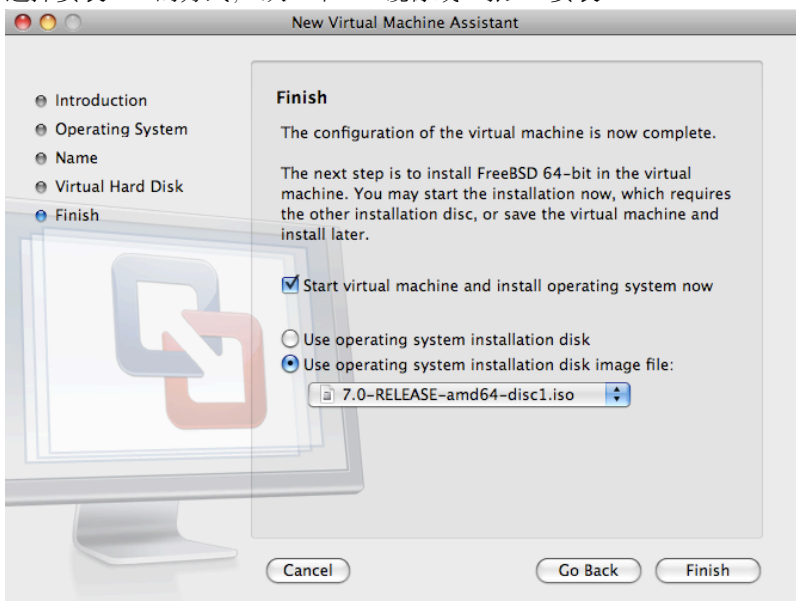 New Virtual Machine Assistant
Introduction
Operating System
Name
Virtual Hard Disk
Finish
Finish
The configuration of the virtual machine is now complete.
The next step is to install FreeBSD 64-bit in the virtual
machine. You may start the installation now, which requires
the other installation disc, or save the virtual machine and
install later.
Start virtual machine and install operating system now
Use operating system installation disk
Use operating system installation disk image file:
7.0-RELEASE-amd64-disc1.iso
Cancel
Go Back
Finish